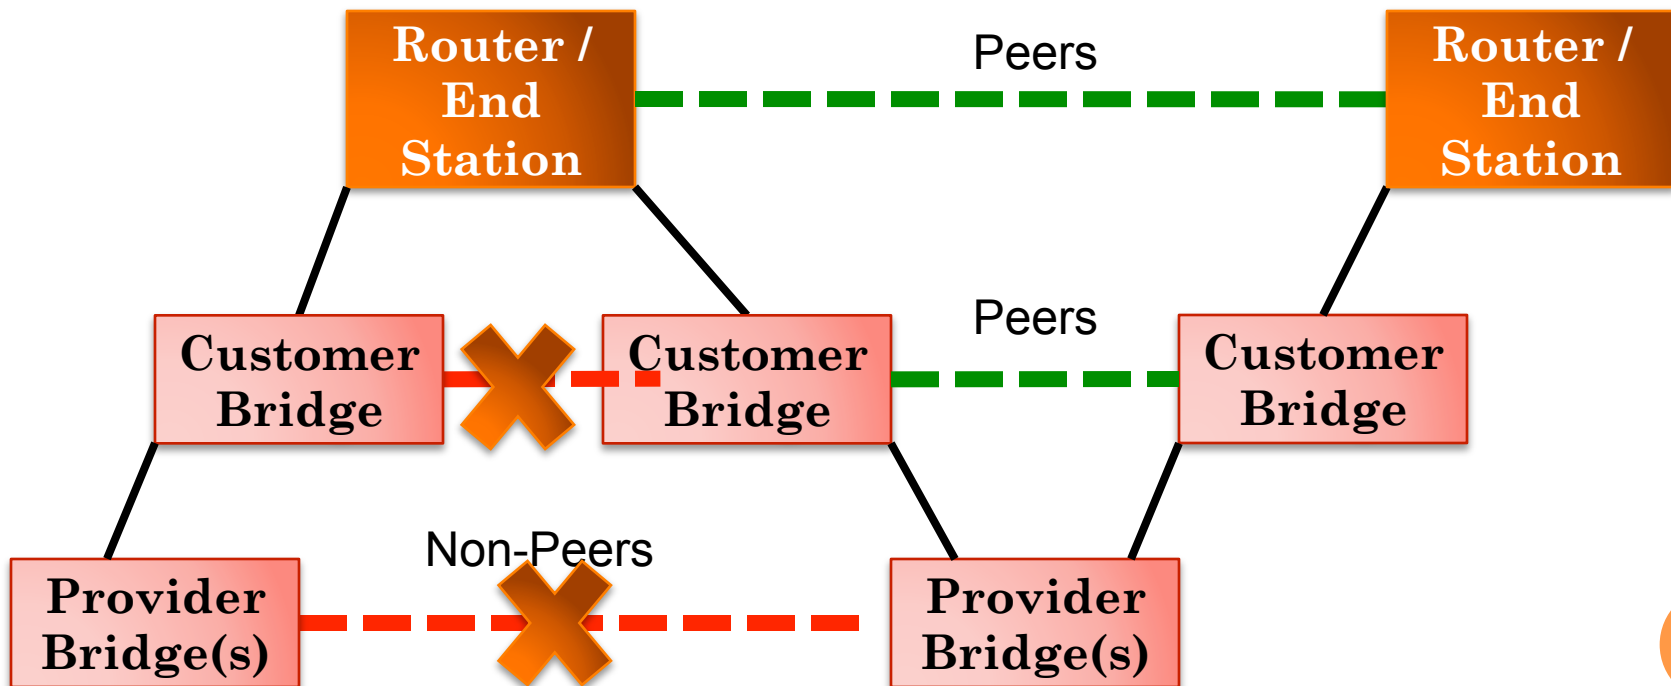 Router /
End
Station
Peers
Router /
End
Station
Customer
Bridge
Customer
Bridge
Peers
Customer
Bridge
Non-Peers
Provider
Bridge(s)
Provider
Bridge(s)